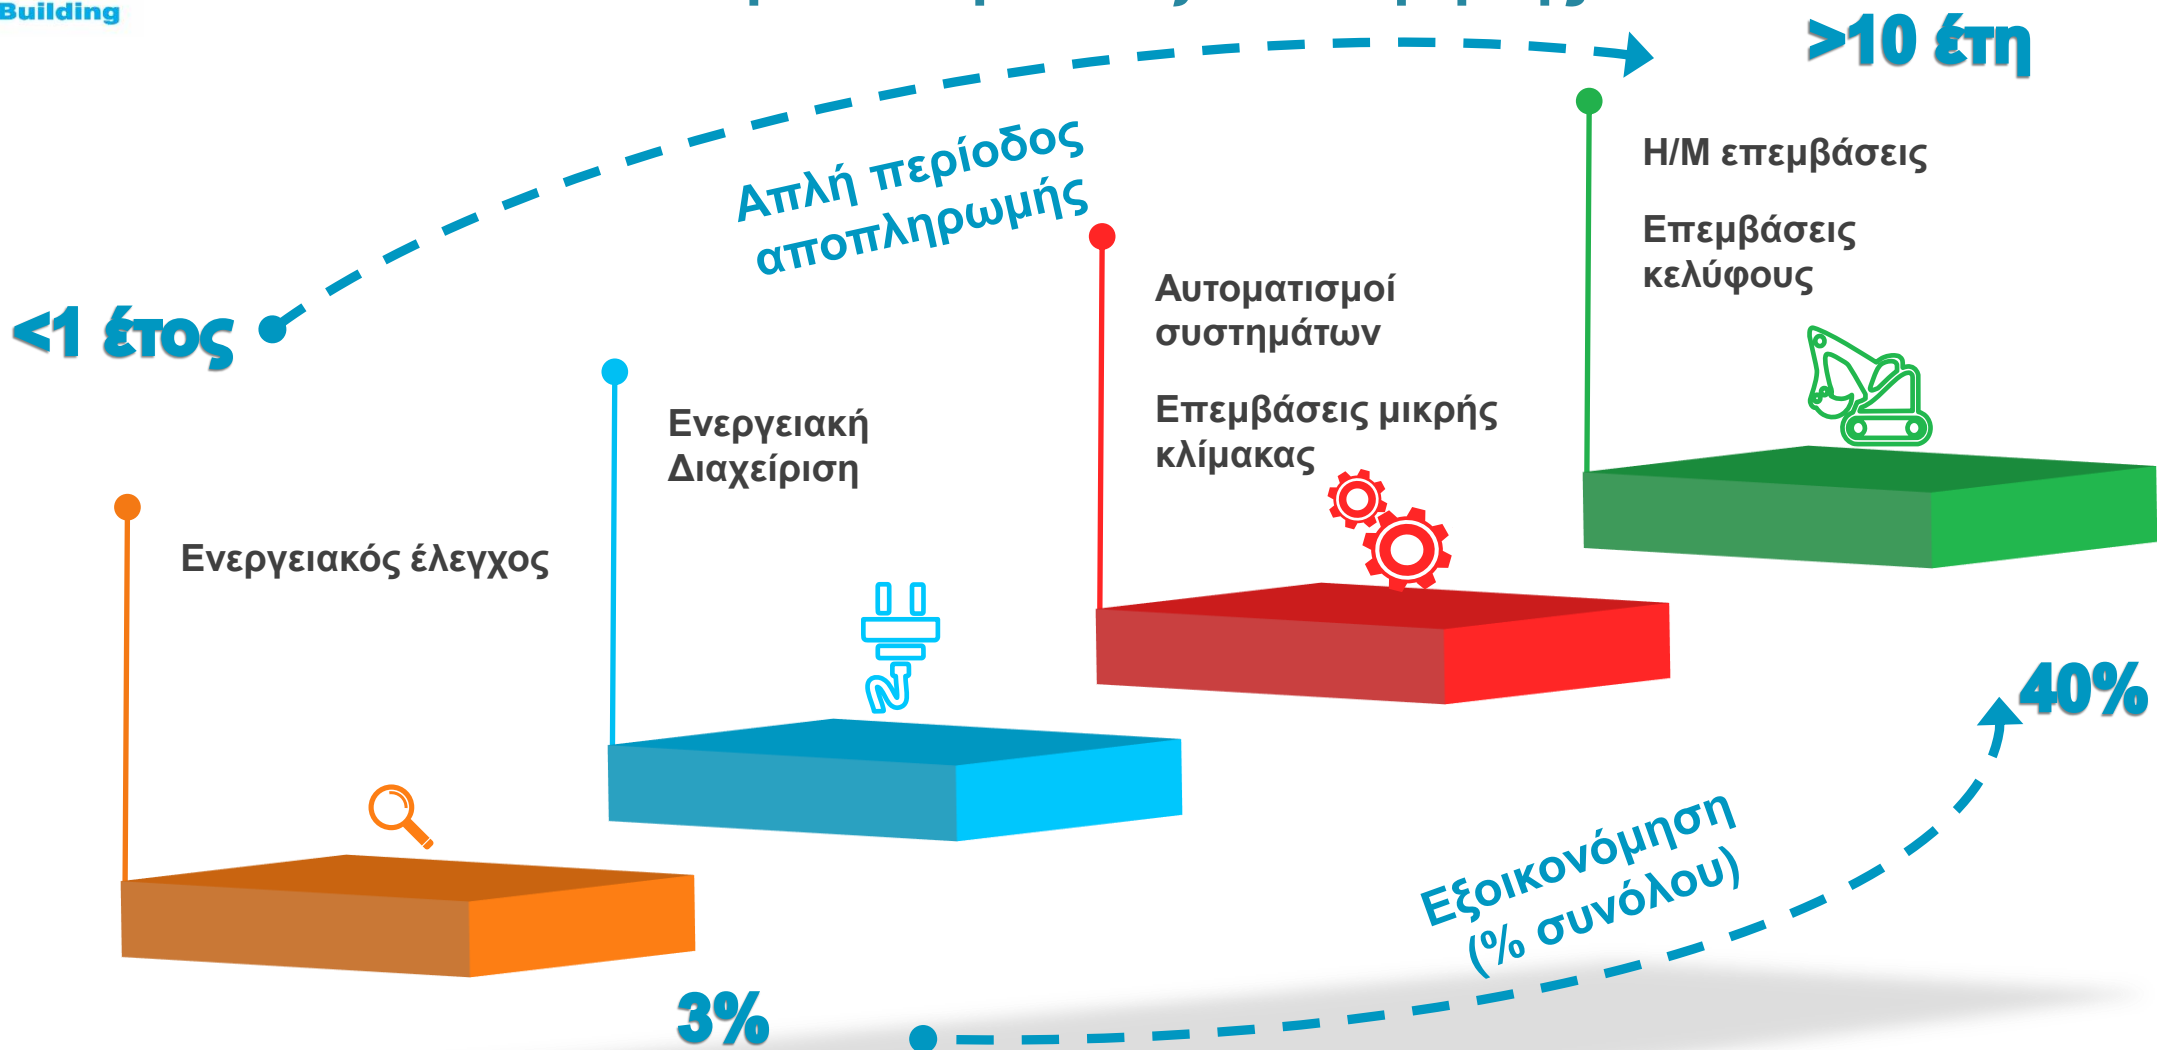 Building
>10 έτη
Απλή περίοδος
αποπληρωμής
Η/Μ επεμβάσεις
Επεμβάσεις
κελύφους
<1 έτος
Αυτοματισμοί
συστημάτων
Επεμβάσεις μικρής
κλίμακας
Ενεργειακή
Διαχείριση
Ενεργειακός έλεγχος
40%
Εξοικονόμηση
(% συνόλου)
3%